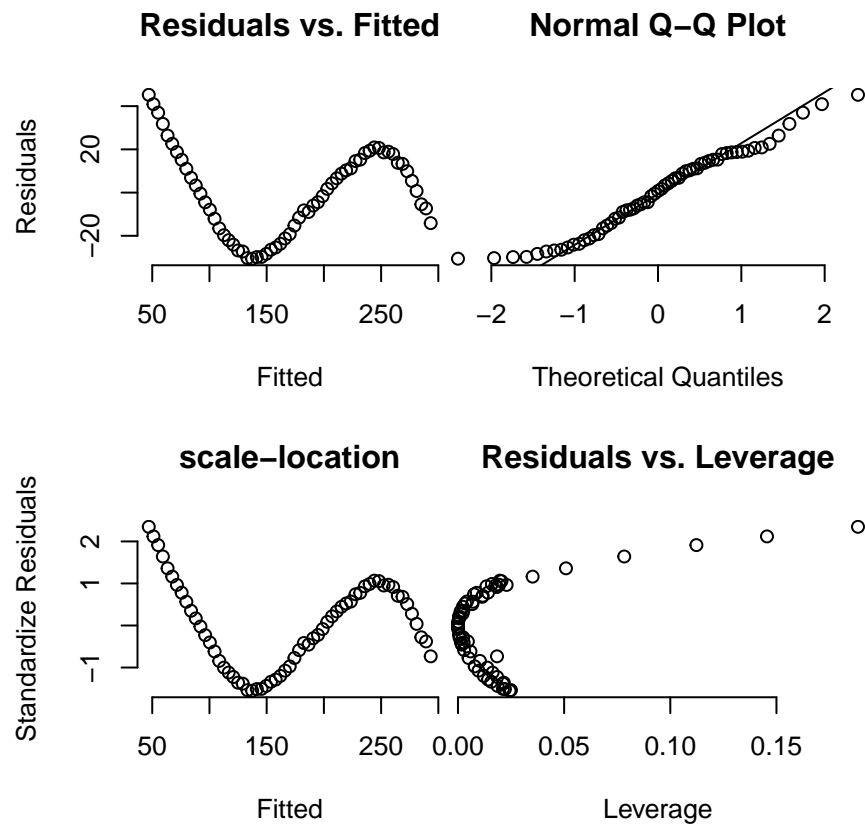 Residuals vs. Fitted
Normal Q−Q Plot
Residuals
20
−20
50
150
250
−2
−1
0
1
2
Fitted
Theoretical Quantiles
scale−location
Residuals vs. Leverage
Standardize Residuals
2
1
−1
50
150
250
0.00
0.05
0.10
0.15
Fitted
Leverage